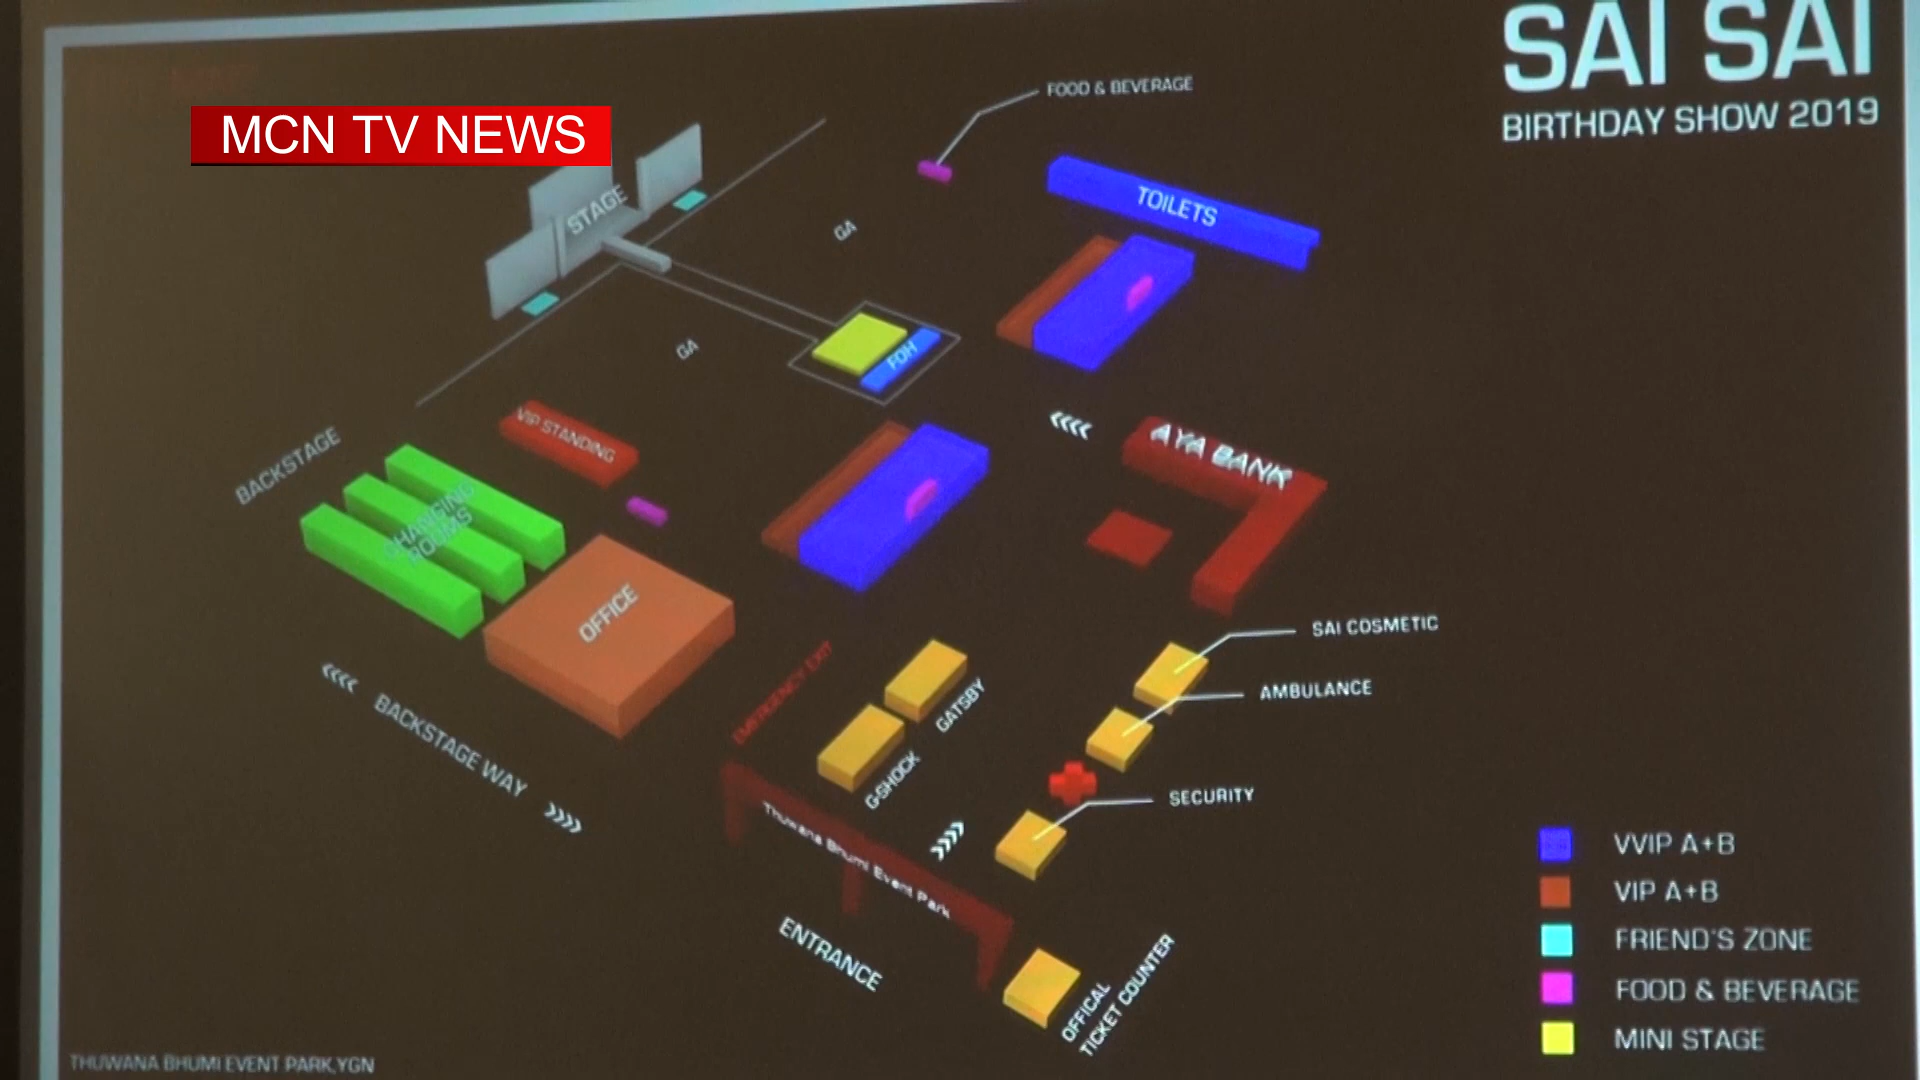 SAI SAI
BIRTHDAY SHOW 2019
MCN TV NEWS
FOOD & BEVERAGE
TOILETS
STAGE
GA
GA
FOH
VIP STANDING
BACKSTAGE
CHANGING
ROOMS
AYA BANK
OFFICE
SAI COSMETIC
EMERGENCY EXIT
GATSBY
AMBULANCE
BACKSTAGE WAY
G-SHOCK
SECURITY
Thuwana Bhumi Event Park
ENTRANCE
OFFICAL
TICKET COUNTER
VVIP A+B
VIP A+B
FRIEND'S ZONE
FOOD & BEVERAGE
MINI STAGE
THUWANA BHUMI EVENT PARK,YGN